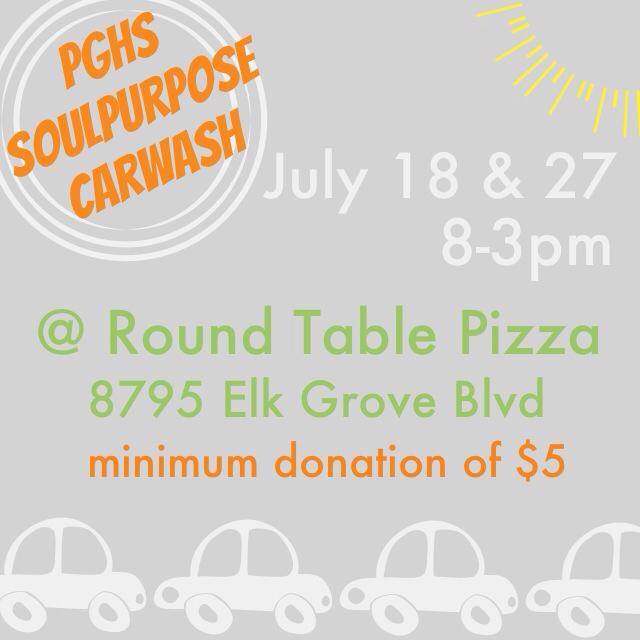 PGHS
SOULPURPOSE
CARWASH
July 18 & 27
8-3pm
@ Round Table Pizza
8795 Elk Grove Blvd
minimum donation of $5